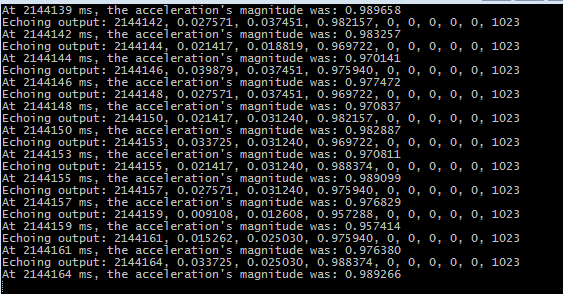 At 2144139 ms, the acceleration's magnitude was: 0.989658
Echoing output: 2144142, 0.027571, 0.037451, 0.982157, 0, 0, 0, 0, 0, 1023
At 2144142 ms, the acceleration's magnitude was: 0.983257
Echoing output: 2144144, 0.021417, 0.018819, 0.969722, 0, 0, 0, 0, 0, 1023
At 2144144 ms, the acceleration's magnitude was: 0.970141
Echoing output: 2144146, 0.039879, 0.037451, 0.975940, 0, 0, 0, 0, 0, 1023
At 2144146 ms, the acceleration's magnitude was: 0.977472
Echoing output: 2144148, 0.027571, 0.037451, 0.969722, 0, 0, 0, 0, 0, 1023
At 2144148 ms, the acceleration's magnitude was: 0.970837
Echoing output: 2144150, 0.021417, 0.031240, 0.982157, 0, 0, 0, 0, 0, 1023
At 2144150 ms, the acceleration's magnitude was: 0.982887
Echoing output: 2144153, 0.033725, 0.031240, 0.969722, 0, 0, 0, 0, 0, 1023
At 2144153 ms, the acceleration's magnitude was: 0.970811
Echoing output: 2144155, 0.021417, 0.031240, 0.988374, 0, 0, 0, 0, 0, 1023
At 2144155 ms, the acceleration's magnitude was: 0.989099
Echoing output: 2144157, 0.027571, 0.031240, 0.975940, 0, 0, 0, 0, 0, 1023
At 2144157 ms, the acceleration's magnitude was: 0.976829
Echoing output: 2144159, 0.009108, 0.012608, 0.957288, 0, 0, 0, 0, 0, 1023
At 2144159 ms, the acceleration's magnitude was: 0.957414
Echoing output: 2144161, 0.015262, 0.025030, 0.975940, 0, 0, 0, 0, 0, 1023
At 2144161 ms, the acceleration's magnitude was: 0.976380
Echoing output: 2144164, 0.033725, 0.025030, 0.988374, 0, 0, 0, 0, 0, 1023
At 2144164 ms, the acceleration's magnitude was: 0.989266